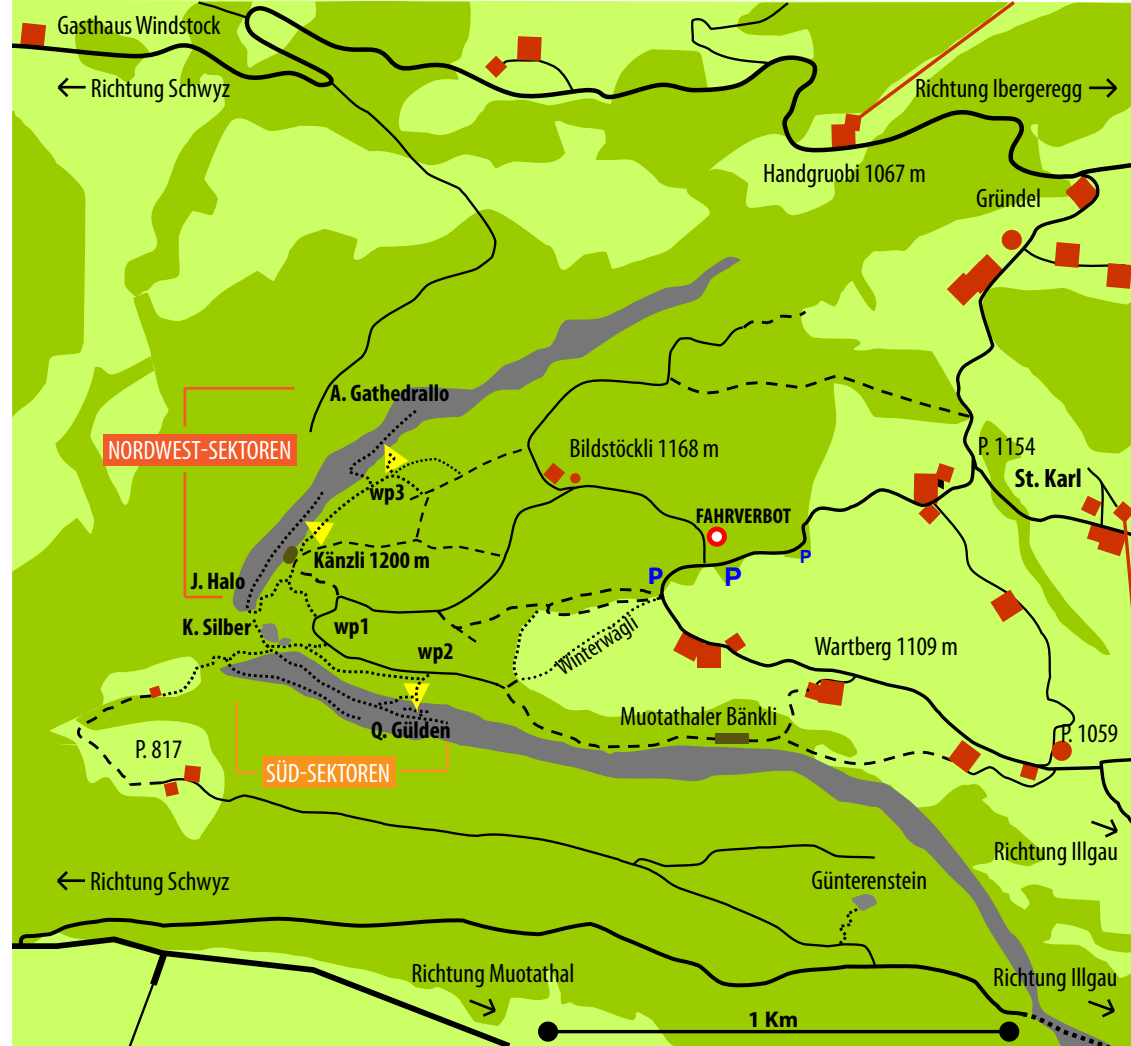 Gasthaus Windstock
← Richtung Schwyz
Richtung Ibergeregg →
Handgruobi 1067 m
Gründel
A. Gathedrallo
NORDWEST-SEKTOREN
Bildstöckli 1168 m
P. 1154
St. Karl
wp3
FAHRVERBOT
Känzli 1200 m
P
P
P
J. Halo
K. Silber
wp1
wp2
Winterwägli
Wartberg 1109 m
Muotathaler Bänkli
Q. Gülden
P. 1059
P. 817
SÜD-SEKTOREN
Richtung Illgau
← Richtung Schwyz
Günterenstein
Richtung Muotathal
Richtung Illgau
1 Km